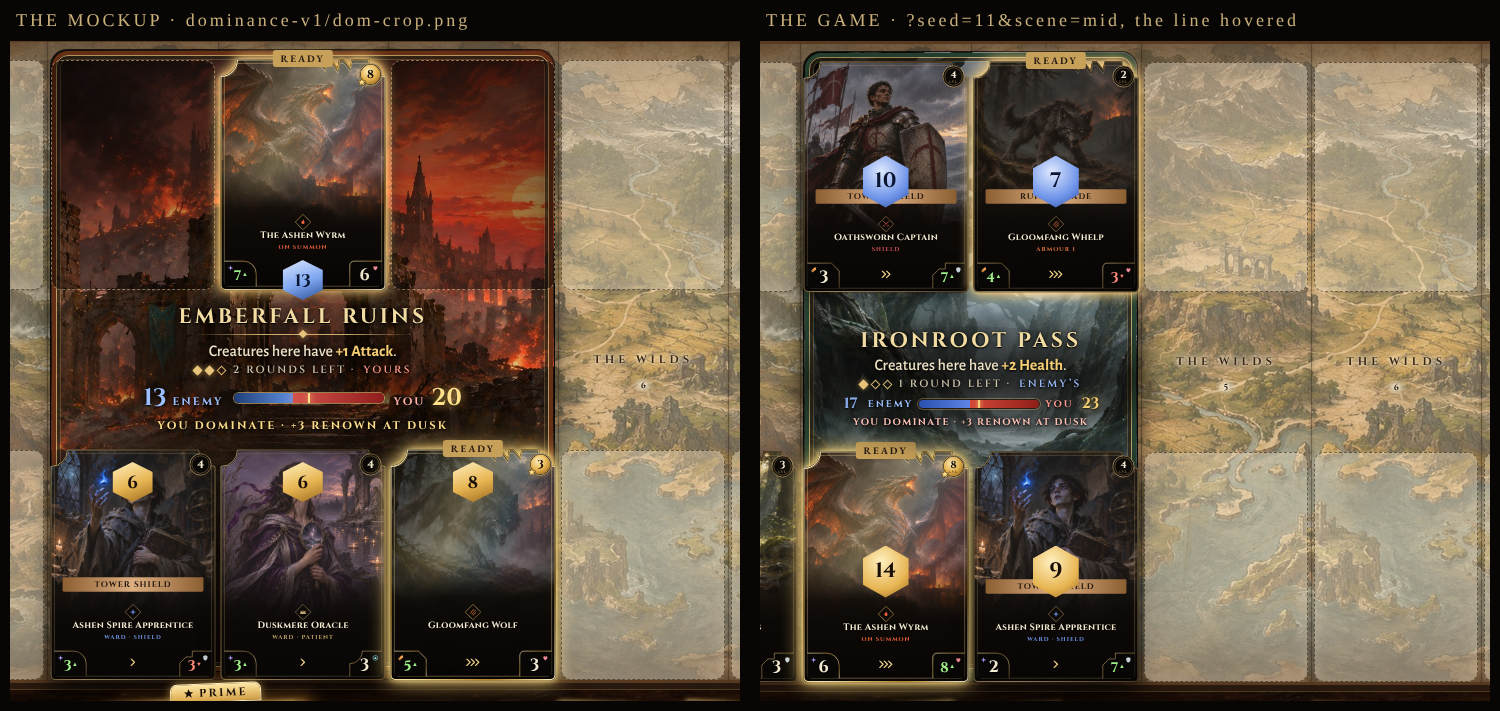 THE MOCKUP · dominance-v1/dom-crop.png
READY
8
THE ASHEN WYRM
ON SUMMON
7
6
13
EMBERFALL RUINS
Creatures here have +1 Attack.
2 ROUNDS LEFT · YOURS
13 ENEMY YOU 20
YOU DOMINATE · +3 RENOWN AT DUSK
THE WILDS
6
4
6
TOWER SHIELD
ASHEN SPIRE APPRENTICE
WARD · SHIELD
3
3
4
6
DUSKMERE ORACLE
WARD · PATIENT
3
3
READY
3
8
GLOOMFANG WOLF
5
3
★ PRIME
THE GAME · ?seed=11&scene=mid, the line hovered
4
10
OATHSWORN CAPTAIN
SHIELD
3
7
READY
2
7
GLOOMFANG WHELP
ARMOUR 1
4
3
IRONROOT PASS
Creatures here have +2 Health.
1 ROUND LEFT · ENEMY'S
17 ENEMY YOU 23
YOU DOMINATE · +3 RENOWN AT DUSK
THE WILDS
5
THE WILDS
6
3
3
READY
8
14
THE ASHEN WYRM
ON SUMMON
6
8
4
9
ASHEN SPIRE APPRENTICE
WARD · SHIELD
2
7